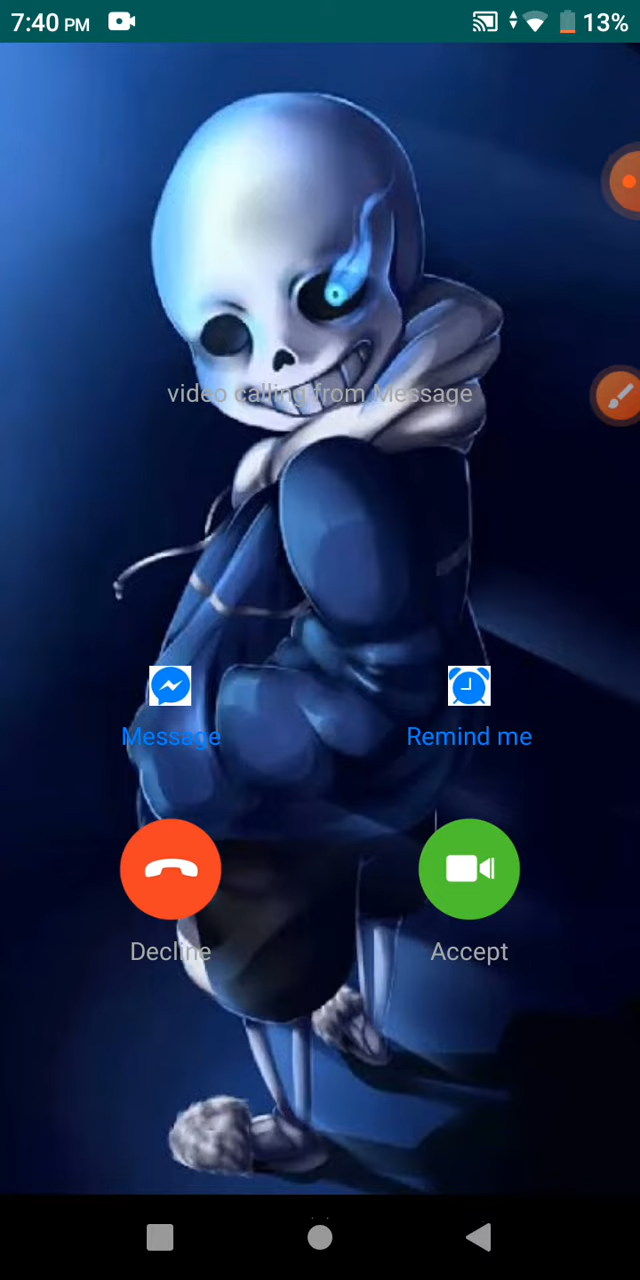 7:40 PM 13%
video calling from Message
Message Remind me
Decline Accept